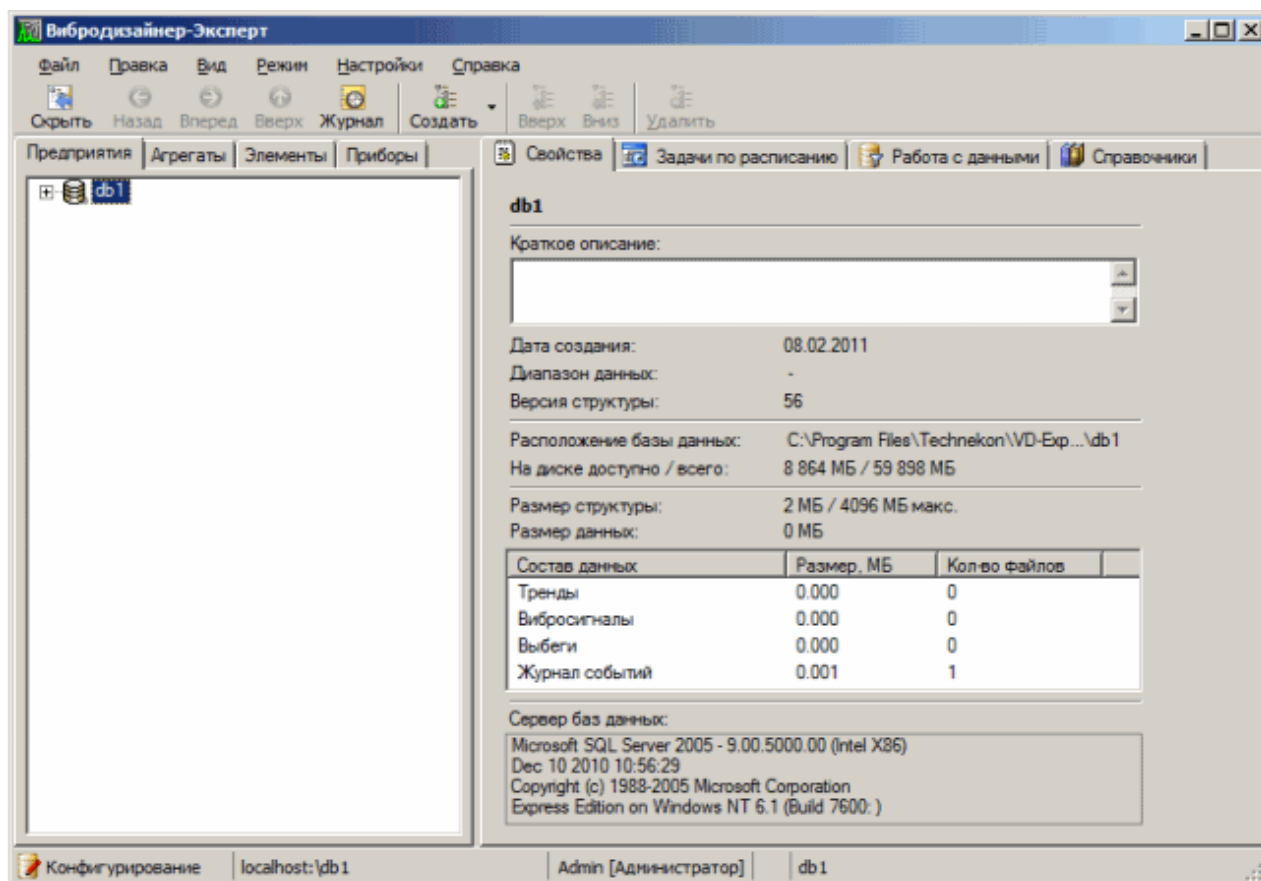 Вибродизайнер-Эксперт
Файл Правка Вид Режим Настройки Справка
Скрыть Назад Вперед Вверх Журнал Создать Вверх Вниз Удалить
Предприятия Агрегаты Элементы Приборы
Свойства Задачи по расписанию Работа с данными Справочники
db1
db1
Краткое описание:
Дата создания: 08.02.2011
Диапазон данных: -
Версия структуры: 56
Расположение базы данных: C:\Program Files\Technekon\VD-Exp...\db1
На диске доступно / всего: 8 864 МБ / 59 898 МБ
Размер структуры: 2 МБ / 4096 МБ макс.
Размер данных: 0 МБ
Состав данных Размер, МБ Кол-во файлов
Тренды 0.000 0
Вибросигналы 0.000 0
Выбеги 0.000 0
Журнал событий 0.001 1
Сервер баз данных:
Microsoft SQL Server 2005 - 9.00.5000.00 (Intel X86)
Dec 10 2010 10:56:29
Copyright (c) 1988-2005 Microsoft Corporation
Express Edition on Windows NT 6.1 (Build 7600: )
Конфигурирование localhost:\db1 Admin [Администратор] db1